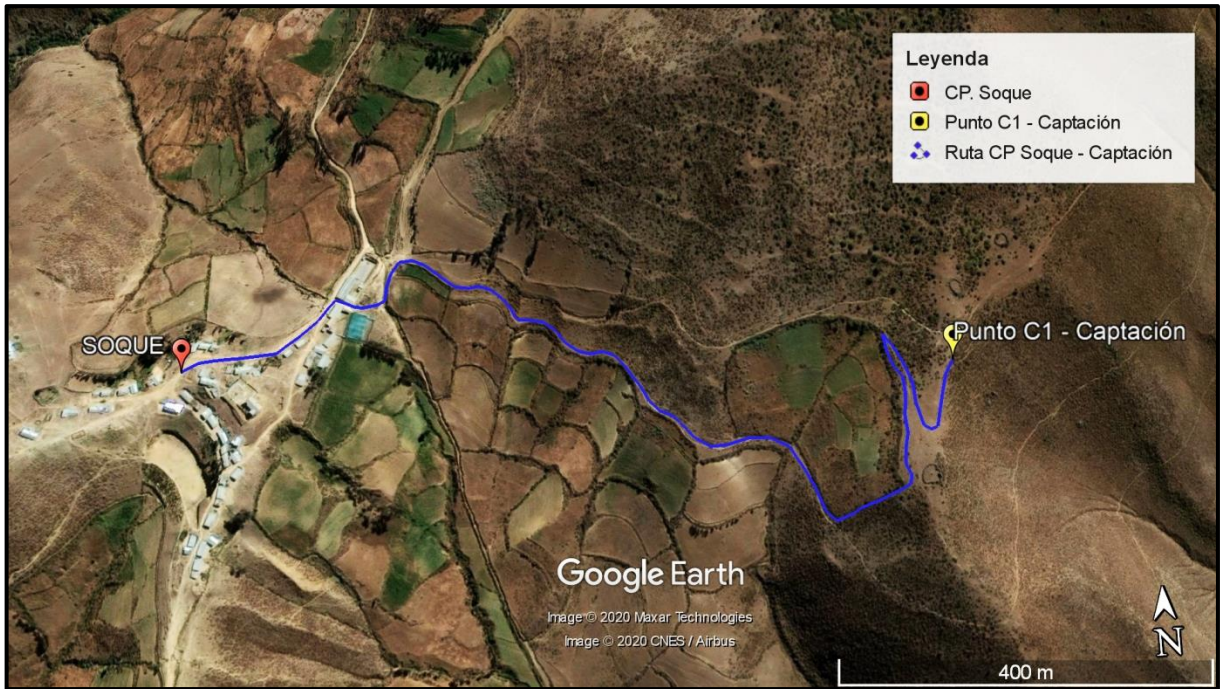 Leyenda
CP. Soque
Punto C1 - Captación
Ruta CP Soque - Captación
SOQUE
Punto C1 - Captación
Google Earth
Image © 2020 Maxar Technologies
Image © 2020 CNES / Airbus
N
400 m